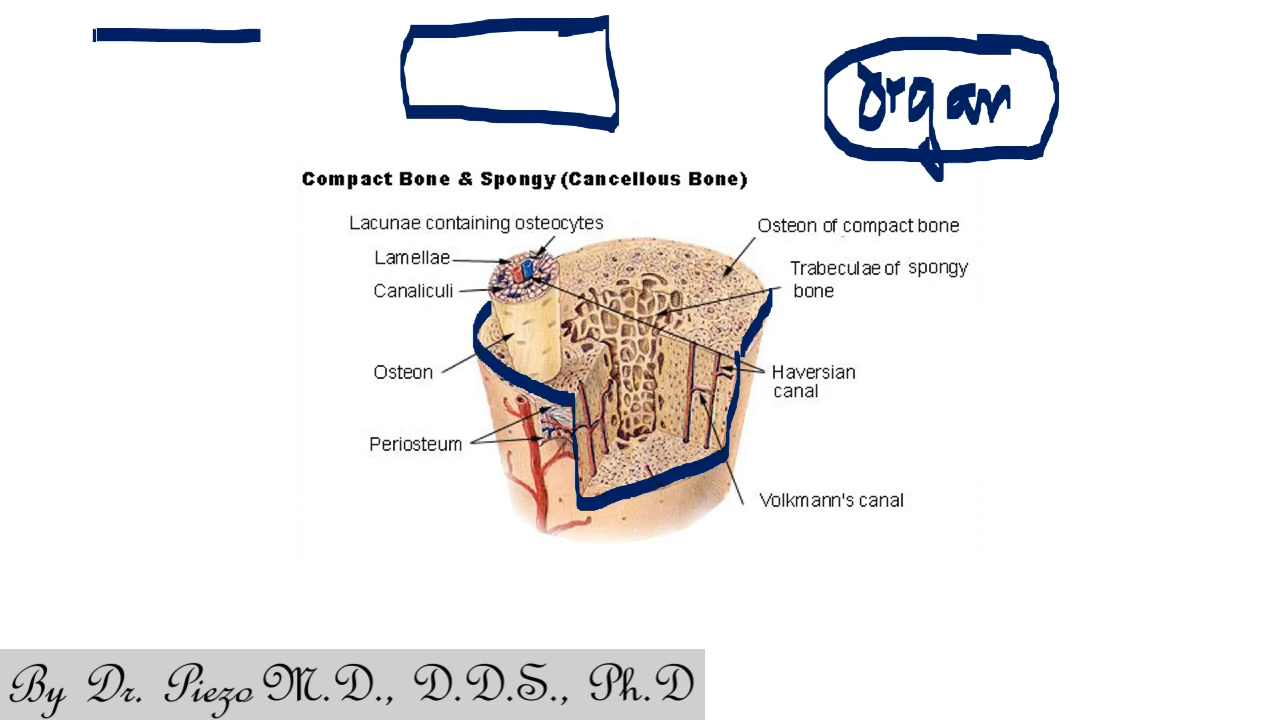 organ
Compact Bone & Spongy (Cancellous Bone)
Lacunae containing osteocytes
Lamellae
Canaliculi
Osteon
Periosteum
Osteon of compact bone
Trabeculae of spongy
bone
Haversian
canal
Volkmann's canal
By Dr. Piezo M.D., D.D.S., Ph.D